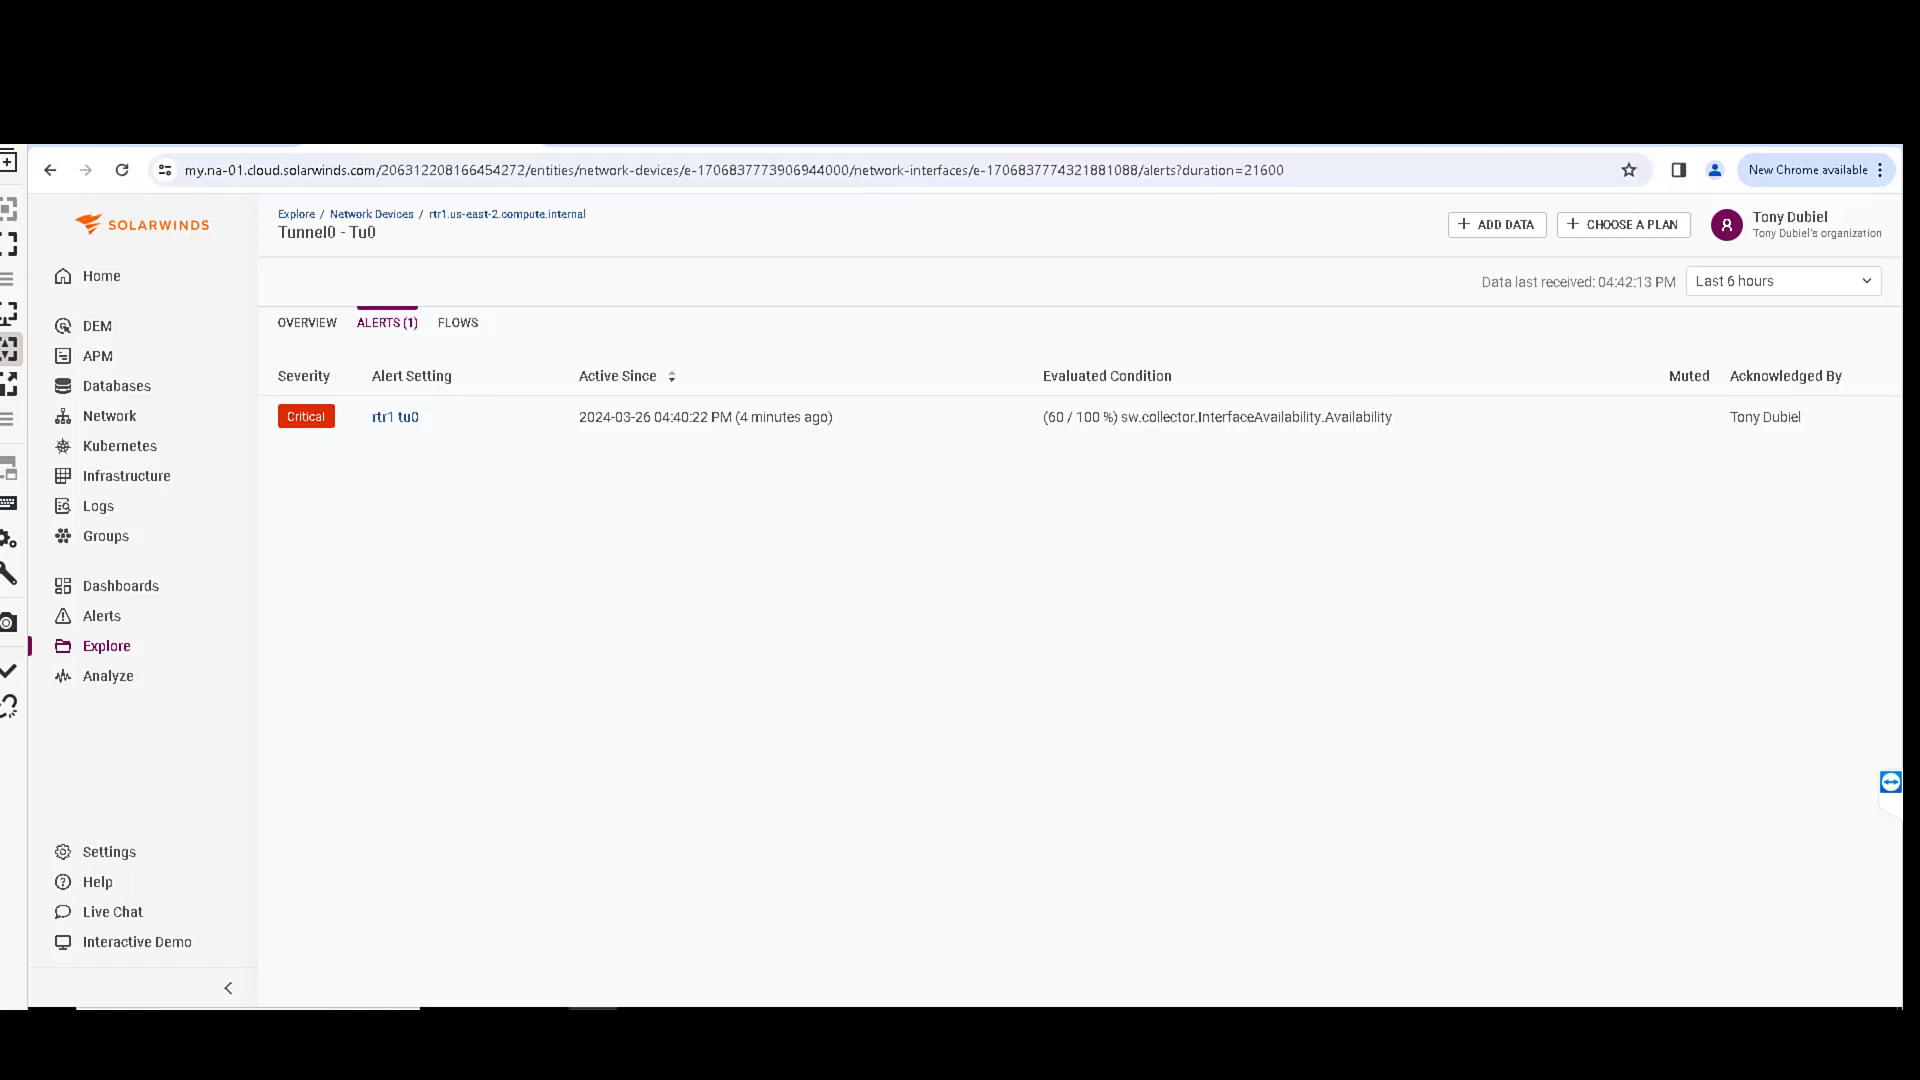 my.na-01.cloud.solarwinds.com/206312208166454272/entities/network-devices/e-1706837773906944000/network-interfaces/e-1706837774321881088/alerts?duration=21600
New Chrome available
SOLARWINDS
Explore / Network Devices / rtr1.us-east-2.compute.internal
Tunnel0 - Tu0
ADD DATA
CHOOSE A PLAN
Tony Dubiel
Tony Dubiel's organization
Home
Data last received: 04:42:13 PM
Last 6 hours
OVERVIEW
ALERTS (1)
FLOWS
Severity
Alert Setting
Active Since
Evaluated Condition
Muted
Acknowledged By
Critical
rtr1 tu0
2024-03-26 04:40:22 PM (4 minutes ago)
(60 / 100 %) sw.collector.InterfaceAvailability.Availability
Tony Dubiel
DEM
APM
Databases
Network
Kubernetes
Infrastructure
Logs
Groups
Dashboards
Alerts
Explore
Analyze
Settings
Help
Live Chat
Interactive Demo